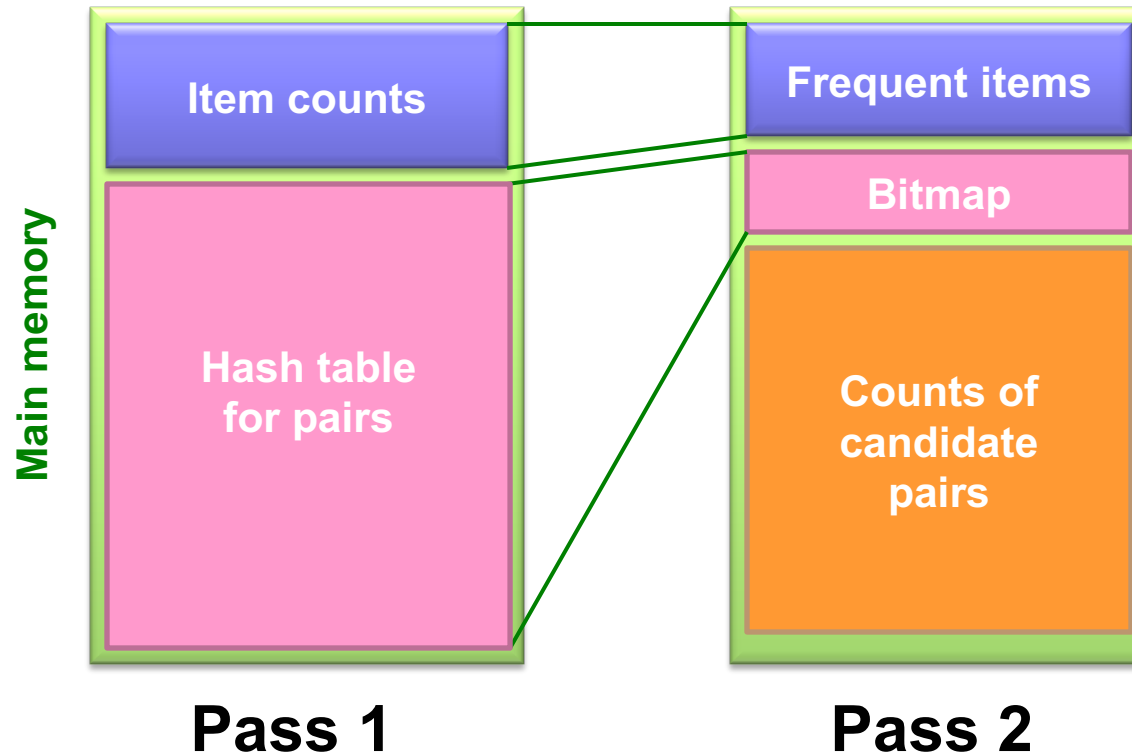 Main memory
Item counts
Hash table
for pairs
Pass 1
Frequent items
Bitmap
Counts of
candidate
pairs
Pass 2